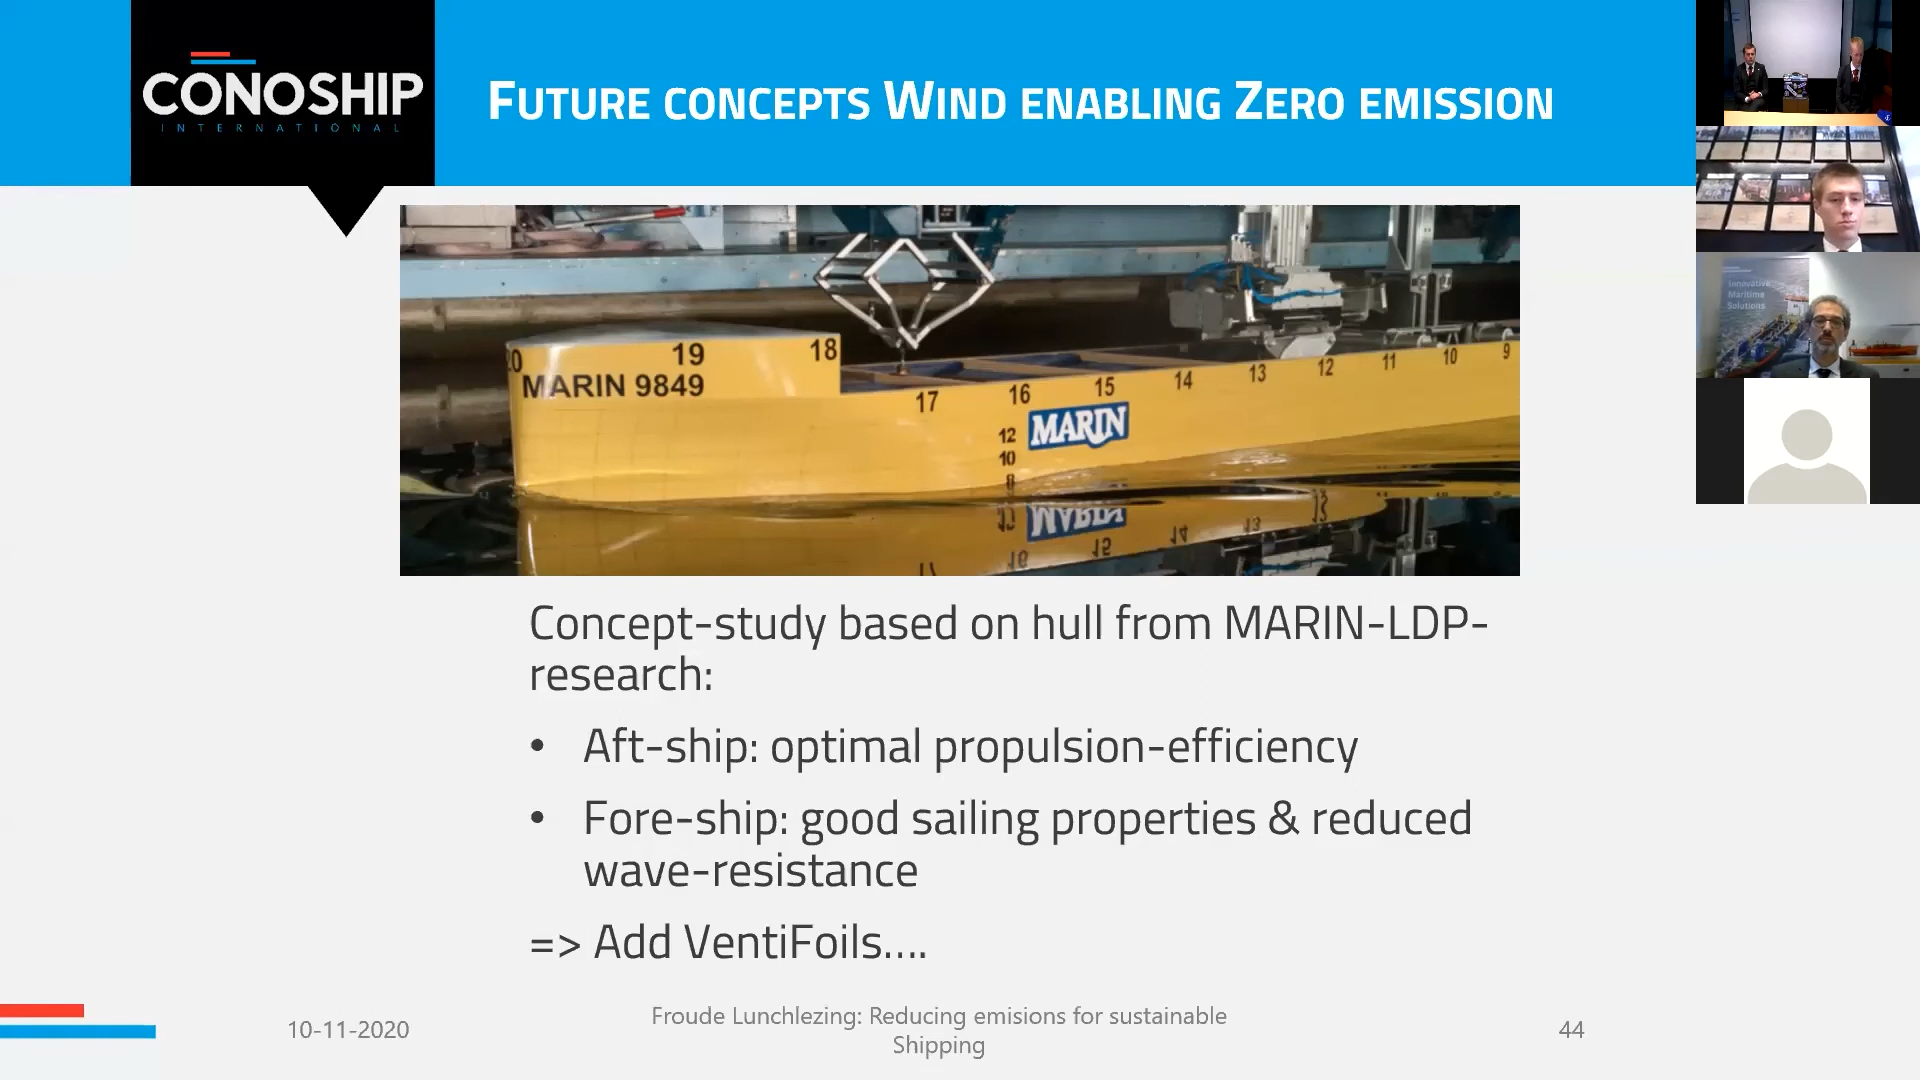 CONOSHIP
INTERNATIONAL
FUTURE CONCEPTS WIND ENABLING ZERO EMISSION
Innovative
Maritime
Solutions
19
18
MARIN 9849
17
16
15
14
13
12
11
10
9
MARIN
12
10
8
Concept-study based on hull from MARIN-LDP-
research:
• Aft-ship: optimal propulsion-efficiency
• Fore-ship: good sailing properties & reduced
wave-resistance
=> Add VentiFoils....
10-11-2020
Froude Lunchlezing: Reducing emisions for sustainable
Shipping
44